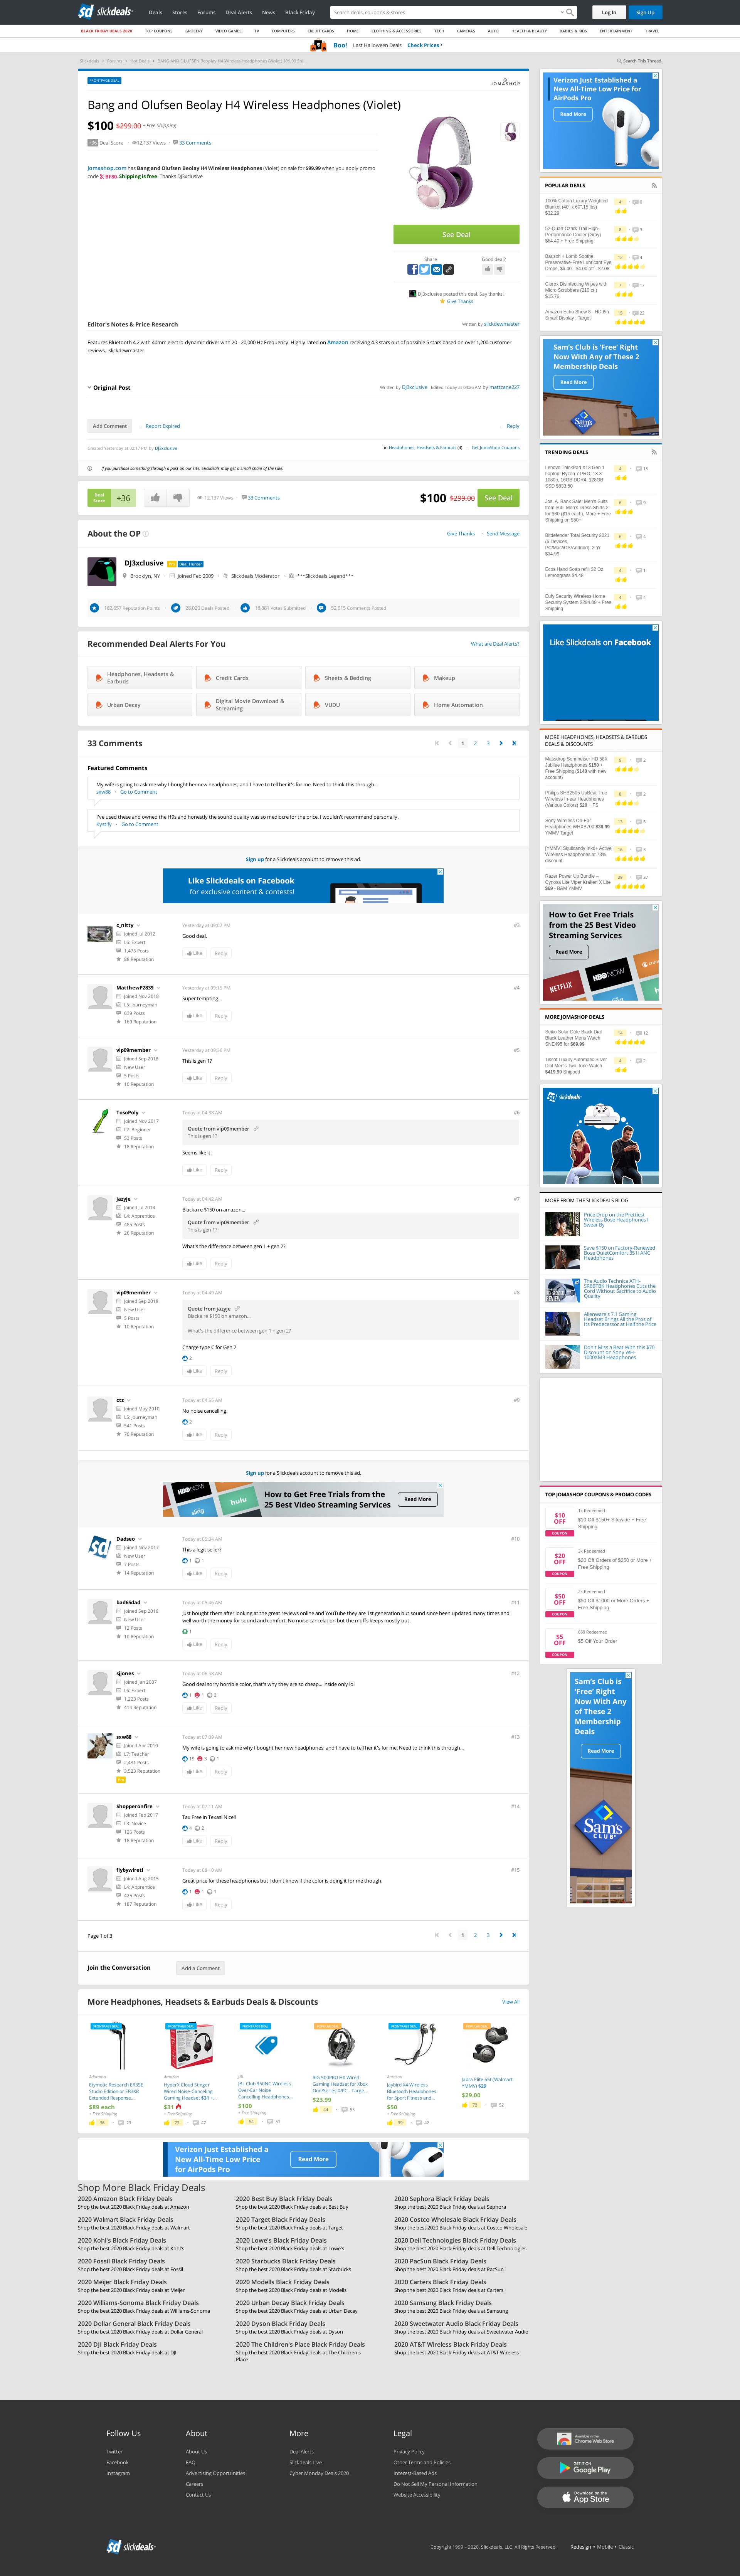 slickdeals
Deals
Stores
Forums
Deal Alerts
News
Black Friday
Search deals, coupons & stores
Log In
Sign Up
BLACK FRIDAY DEALS 2020
TOP COUPONS
GROCERY
VIDEO GAMES
TV
COMPUTERS
CREDIT CARDS
HOME
CLOTHING & ACCESSORIES
TECH
CAMERAS
AUTO
HEALTH & BEAUTY
BABIES & KIDS
ENTERTAINMENT
TRAVEL
Boo! Last Halloween Deals Check Prices !
Search This Thread
FRONTPAGE DEAL
JOMASHOP
Bang and Olufsen Beolay H4 Wireless Headphones (Violet)
$100 $299.00 + Free Shipping
+36 Deal Score 12,137 Views 33 Comments
Jomashop.com has Bang and Olufsen Beolay H4 Wireless Headphones (Violet) on sale for $99.99 when you apply promo
Shipping is free. Thanks DJ3xclusive
See Deal
Share
Good deal?
DJ3xclusive posted this deal. Say thanks!
Give Thanks
Editor's Notes & Price Research
Written by slickdewmaster
Features Bluetooth 4.2 with 40mm electro-dynamic driver with 20 - 20,000 Hz Frequency. Highly rated on Amazon receiving 4.3 stars out of possible 5 stars based on over 1,200 customer
reviews. -slickdewmaster
Original Post
Written by DJ3xclusive Edited Today at 04:26 AM by mattzane227
Add Comment
Report Expired
Reply
Created Yesterday at 02:17 PM by DJ3xclusive
in Headphones, Headsets & Earbuds (4) Get JomaShop Coupons
If you purchase something through a post on our site, Slickdeals may get a small share of the sale.
Deal Score +36
12,137 Views 33 Comments
$100 $299.00 See Deal
About the OP
Give Thanks Send Message
DJ3xclusive Pro Deal Hunter
Brooklyn, NY Joined Feb 2009 Slickdeals Moderator ***Slickdeals Legend***
162,657 Reputation Points 28,020 Deals Posted 18,881 Votes Submitted 52,515 Comments Posted
Recommended Deal Alerts For You
What are Deal Alerts?
Headphones, Headsets & Earbuds
Credit Cards
Sheets & Bedding
Makeup
Urban Decay
Digital Movie Download & Streaming
VUDU
Home Automation
33 Comments
1 2 3
Featured Comments
My wife is going to ask me why I bought her new headphones, and I have to tell her it's for me. Need to think this through...
sxw88 Go to Comment
I've used these and owned the H9s and honestly the sound quality was so mediocre for the price. I wouldn't recommend personally.
Kystify Go to Comment
Sign up for a Slickdeals account to remove this ad.
Like Slickdeals on Facebook
for exclusive content & contests!
c_nitty
Joined Jul 2012
L6: Expert
1,475 Posts
88 Reputation
Yesterday at 09:07 PM
#3
Good deal.
Like Reply
MatthewP2839
Joined Nov 2018
L5: Journeyman
639 Posts
169 Reputation
Yesterday at 09:15 PM
#4
Super tempting..
Like Reply
vip09member
Joined Sep 2018
New User
5 Posts
10 Reputation
Yesterday at 09:36 PM
#5
This is gen 1?
Like Reply
TosoPoly
Joined Nov 2017
L2: Beginner
53 Posts
18 Reputation
Today at 04:38 AM
#6
Quote from vip09member
This is gen 1?
Seems like it.
Like Reply
jazyje
Joined Jul 2014
L4: Apprentice
485 Posts
26 Reputation
Today at 04:42 AM
#7
Blacka re $150 on amazon...
Quote from vip09member
This is gen 1?
What's the difference between gen 1 + gen 2?
Like Reply
vip09member
Joined Sep 2018
New User
5 Posts
10 Reputation
Today at 04:49 AM
#8
Quote from jazyje
Blacka re $150 on amazon...
What's the difference between gen 1 + gen 2?
Charge type C for Gen 2
2
Like Reply
ctz
Joined May 2010
L5: Journeyman
541 Posts
70 Reputation
Today at 04:55 AM
#9
No noise cancelling.
2
Like Reply
Sign up for a Slickdeals account to remove this ad.
How to Get Free Trials from the
25 Best Video Streaming Services
Read More
Dadseo
Joined Nov 2017
New User
7 Posts
14 Reputation
Today at 05:34 AM
#10
This a legit seller?
1 1
Like Reply
bad65dad
Joined Sep 2016
New User
12 Posts
10 Reputation
Today at 05:46 AM
#11
Just bought them after looking at the great reviews online and YouTube they are 1st generation but sound since been updated many times and
well worth the money for sound and comfort. No noice cancelation but the muffs keeps mostly out.
1
Like Reply
sjjones
Joined Jan 2007
L6: Expert
1,223 Posts
414 Reputation
Today at 06:58 AM
#12
Good deal sorry horrible color, that's why they are so cheap... inside only lol
1 1 3
Like Reply
sxw88
Joined Apr 2010
L7: Teacher
2,431 Posts
3,523 Reputation
Pro
Today at 07:09 AM
#13
My wife is going to ask me why I bought her new headphones, and I have to tell her it's for me. Need to think this through...
19 3 1
Like Reply
Shopperonfire
Joined Feb 2017
L3: Novice
126 Posts
18 Reputation
Today at 07:11 AM
#14
Tax Free in Texas! Nice!!
4 2
Like Reply
flybywiretl
Joined Aug 2015
L4: Apprentice
425 Posts
187 Reputation
Today at 08:10 AM
#15
Great price for these headphones but I don't know if the color is doing it for me though.
1 1 1
Like Reply
Page 1 of 3
1 2 3
Join the Conversation
Add a Comment
More Headphones, Headsets & Earbuds Deals & Discounts
View All
Etymotic Research ER3SE
Studio Edition or ER3XR
Extended Response...
$89 each
+ Free Shipping
36 23
Amazon
HyperX Cloud Stinger
Wired Noise Canceling
Gaming Headset $31 +...
$31
+ Free Shipping
73 47
JBL
JBL Club 950NC Wireless
Over-Ear Noise
Cancelling Headphones...
$100
+ Free Shipping
58 51
RIG 500PRO HX Wired
Gaming Headset for Xbox
One/Series X/PC - Targe...
$23.99
44 53
Amazon
Jaybird X4 Wireless
Bluetooth Headphones
for Sport Fitness and...
$50
+ Free Shipping
39 42
Jabra Elite 65t (Walmart
YMMV) $29
$29.00
72 52
Verizon Just Established a
New All-Time Low Price
for AirPods Pro
Read More
Shop More Black Friday Deals
2020 Amazon Black Friday Deals
Shop the best 2020 Black Friday deals at Amazon
2020 Best Buy Black Friday Deals
Shop the best 2020 Black Friday deals at Best Buy
2020 Sephora Black Friday Deals
Shop the best 2020 Black Friday deals at Sephora
2020 Walmart Black Friday Deals
Shop the best 2020 Black Friday deals at Walmart
2020 Target Black Friday Deals
Shop the best 2020 Black Friday deals at Target
2020 Costco Wholesale Black Friday Deals
Shop the best 2020 Black Friday deals at Costco Wholesale
2020 Kohl's Black Friday Deals
Shop the best 2020 Black Friday deals at Kohl's
2020 Lowe's Black Friday Deals
Shop the best 2020 Black Friday deals at Lowe's
2020 Dell Technologies Black Friday Deals
Shop the best 2020 Black Friday deals at Dell Technologies
2020 Fossil Black Friday Deals
Shop the best 2020 Black Friday deals at Fossil
2020 Starbucks Black Friday Deals
Shop the best 2020 Black Friday deals at Starbucks
2020 PacSun Black Friday Deals
Shop the best 2020 Black Friday deals at PacSun
2020 Meijer Black Friday Deals
Shop the best 2020 Black Friday deals at Meijer
2020 Modells Black Friday Deals
Shop the best 2020 Black Friday deals at Modells
2020 Carters Black Friday Deals
Shop the best 2020 Black Friday deals at Carters
2020 Williams-Sonoma Black Friday Deals
Shop the best 2020 Black Friday deals at Williams-Sonoma
2020 Urban Decay Black Friday Deals
Shop the best 2020 Black Friday deals at Urban Decay
2020 Samsung Black Friday Deals
Shop the best 2020 Black Friday deals at Samsung
2020 Dollar General Black Friday Deals
Shop the best 2020 Black Friday deals at Dollar General
2020 Dyson Black Friday Deals
Shop the best 2020 Black Friday deals at Dyson
2020 Sweetwater Audio Black Friday Deals
Shop the best 2020 Black Friday deals at Sweetwater Audio
2020 DJI Black Friday Deals
Shop the best 2020 Black Friday deals at DJI
2020 The Children's Place Black Friday Deals
Shop the best 2020 Black Friday deals at The Children's
Place
2020 AT&T Wireless Black Friday Deals
Shop the best 2020 Black Friday deals at AT&T Wireless
Verizon Just Established a
New All-Time Low Price for
AirPods Pro
Read More
POPULAR DEALS
100% Cotton Luxury Weighted
Blanket (40" x 60",15 lbs)
$32.29
52-Quart Ozark Trail High-
Performance Cooler (Gray)
$64.40 + Free Shipping
Bausch + Lomb Soothe
Preservative-Free Lubricant Eye
Drops, $6.40 - $4.00 off - $2.08
Clorox Disinfecting Wipes with
Micro Scrubbers (210 ct.)
$15.76
Amazon Echo Show 8 - HD 8in
Smart Display : Target
Sam's Club is 'Free' Right
Now With Any of These 2
Membership Deals
Read More
TRENDING DEALS
Lenovo ThinkPad X13 Gen 1
Laptop: Ryzen 7 PRO, 13.3"
1080p, 16GB DDR4, 128GB
SSD $833.50
Jos. A. Bank Sale: Men's Suits
from $60, Men's Dress Shirts 2
for $30 ($15 each), More + Free
Shipping on $50+
Bitdefender Total Security 2021
(5 Devices,
PC/MacOS/Android): 2-Yr
$34.99
Ecos Hand Soap refill 32 Oz
Lemongrass $4.48
Eufy Security Wireless Home
Security System $264.09 + Free
Shipping
Like Slickdeals on Facebook
MORE HEADPHONES, HEADSETS & EARBUDS
DEALS & DISCOUNTS
Massdrop Sennheiser HD 58X
Jubilee Headphones $150 +
Free Shipping ($140 with new
account)
Philips SHB2505 UpBeat True
Wireless In-ear Headphones
(Various Colors) $20 + FS
Sony Wireless On-Ear
Headphones WHXB700 $38.99
YMMV Target
[YMMV] Skullcandy Inkd+ Active
Wireless Headphones at 73%
discount
Razer Power Up Bundle –
Cynosa Lite Viper Kraken X Lite
$69 - B&M YMMV
How to Get Free Trials
from the 25 Best Video
Streaming Services
Read More
NETFLIX
HBONOW
hulu
MORE JOMASHOP DEALS
Seiko Solar Date Black Dial
Black Leather Mens Watch
SNE485 for $69.99
Tissot Luxury Automatic Silver
Dial Men's Two-Tone Watch
$419.99 Shipped
slickdeals
MORE FROM THE SLICKDEALS BLOG
Price Drop on the Prettiest
Wireless Bose Headphones I
Swear By
Save $150 on Factory-Renewed
Bose QuietComfort 35 II ANC
Headphones
The Audio Technica ATH-
SR68TBK Headphones Cuts the
Cord Without Sacrifice to Audio
Quality
Alienware's 7.1 Gaming
Headset Brings All the Pros of
Its Predecessor at Half the Price
Don't Miss a Beat With this $70
Discount on Sony WH-
1000XM3 Headphones
TOP JOMASHOP COUPONS & PROMO CODES
$10 OFF COUPON
1k Redeemed
$10 Off $150+ Sitewide + Free
Shipping
$20 OFF COUPON
3k Redeemed
$20 Off Orders of $250 or More +
Free Shipping
$50 OFF COUPON
2k Redeemed
$50 Off $1000 or More Orders +
Free Shipping
$5 OFF COUPON
659 Redeemed
$5 Off Your Order
Sam's Club is
'Free' Right
Now With Any
of These 2
Membership
Deals
Read More
Sam's CLUB
Follow Us
Twitter
Facebook
Instagram
About
About Us
FAQ
Advertising Opportunities
Careers
Contact Us
More
Deal Alerts
Slickdeals Live
Cyber Monday Deals 2020
Legal
Privacy Policy
Other Terms and Policies
Interest-Based Ads
Do Not Sell My Personal Information
Website Accessibility
Available in the
Chrome Web Store
GET IT ON
Google Play
Download on the
App Store
slickdeals
Copyright 1999 - 2020. Slickdeals, LLC. All Rights Reserved.
Redesign • Mobile • Classic